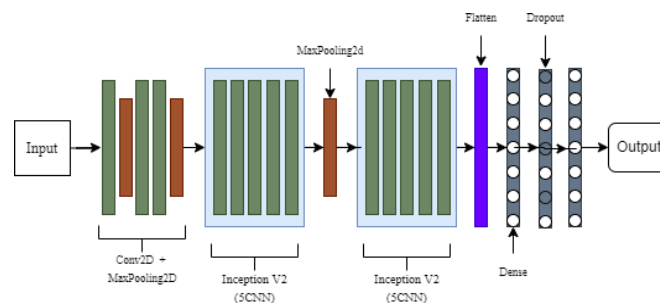 Flatten
Dropout
MaxPooling2d
Input
Output
Conv2D +
MaxPooling2D
Inception V2
(5CNN)
Inception V2
(5CNN)
Dense